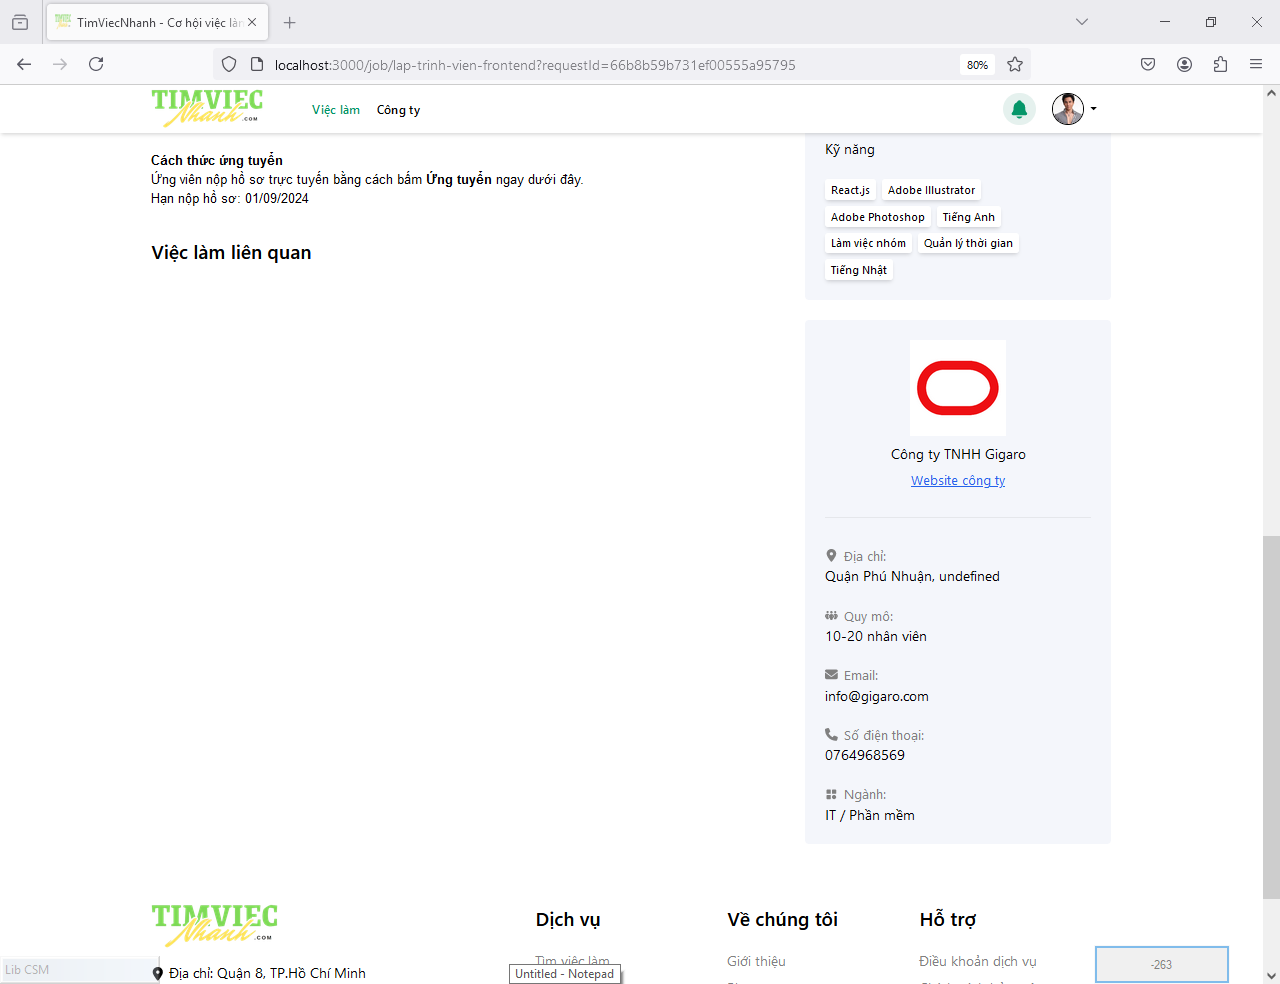 TimViecNhanh - Cơ hội việc làm
localhost:3000/job/lap-trinh-vien-frontend?requestId=66b8b59b731ef00555a95795
80%
TIMVIEC
Nhanh
.COM
Việc làm
Công ty
Cách thức ứng tuyển
Ứng viên nộp hồ sơ trực tuyến bằng cách bấm Ứng tuyển ngay dưới đây.
Hạn nộp hồ sơ: 01/09/2024
Việc làm liên quan
Kỹ năng
React.js
Adobe Illustrator
Adobe Photoshop
Tiếng Anh
Làm việc nhóm
Quản lý thời gian
Tiếng Nhật
Công ty TNHH Gigaro
Website công ty
Địa chỉ:
Quận Phú Nhuận, undefined
Quy mô:
10-20 nhân viên
Email:
info@gigaro.com
Số điện thoại:
0764968569
Ngành:
IT / Phần mềm
TIMVIEC
Nhanh
.COM
Địa chỉ: Quận 8, TP.Hồ Chí Minh
Dịch vụ
Tìm việc làm
Về chúng tôi
Giới thiệu
Hỗ trợ
Điều khoản dịch vụ
Lib CSM
Untitled - Notepad
-263